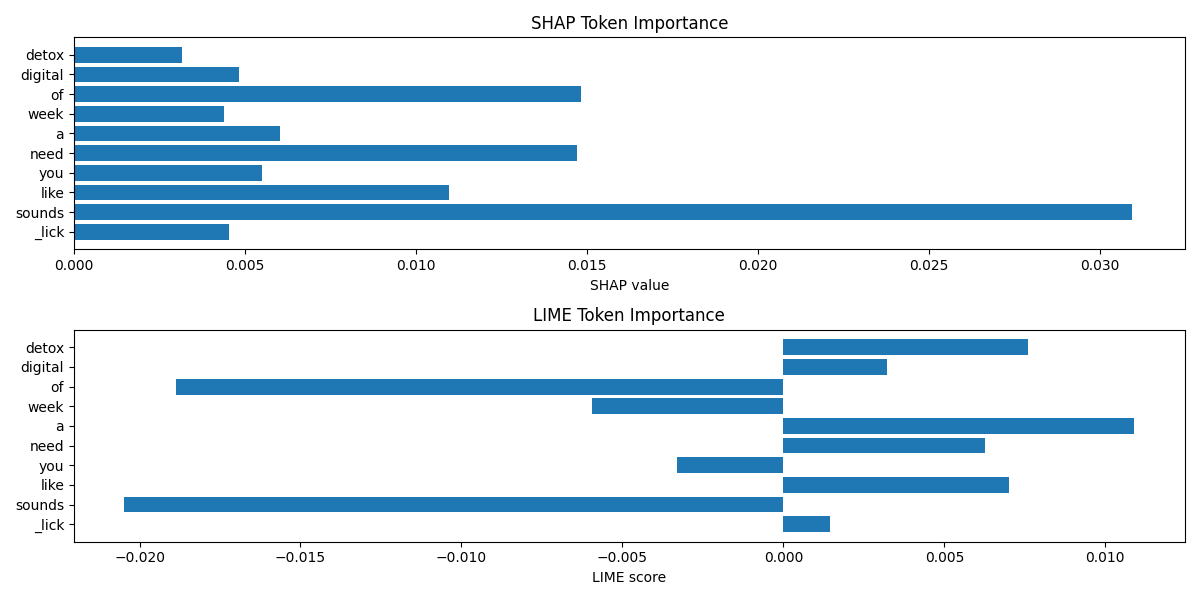 SHAP Token Importance
detox
digital
of
week
a
need
you
like
sounds
_lick
0.000 0.005 0.010 0.015 0.020 0.025 0.030
SHAP value
LIME Token Importance
detox
digital
of
week
a
need
you
like
sounds
_lick
−0.020 −0.015 −0.010 −0.005 0.000 0.005 0.010
LIME score